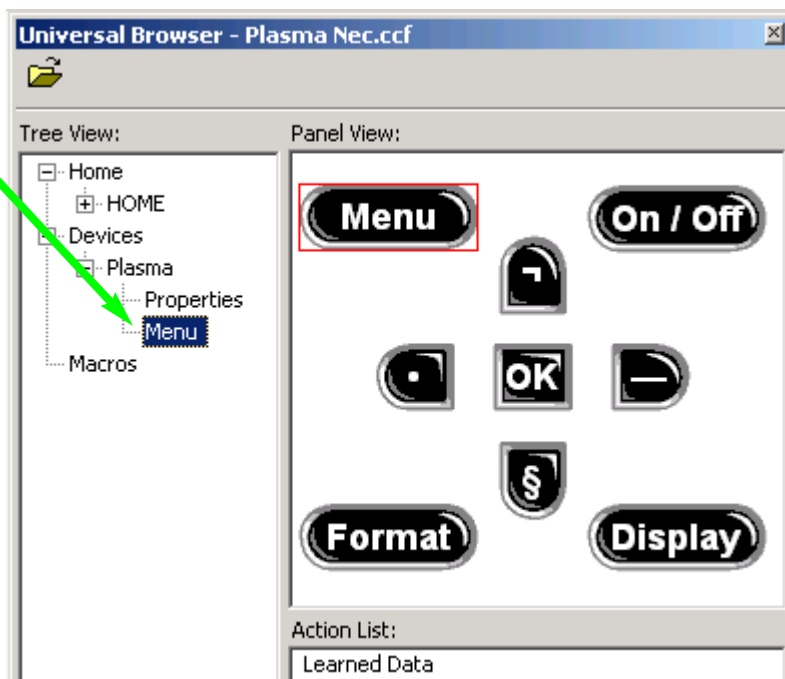 Universal Browser - Plasma Nec.ccf
Tree View:
Home
HOME
Devices
Plasma
Properties
Menu
Macros
Panel View:
Menu
On / Off
¬
•
OK
—
§
Format
Display
Action List:
Learned Data